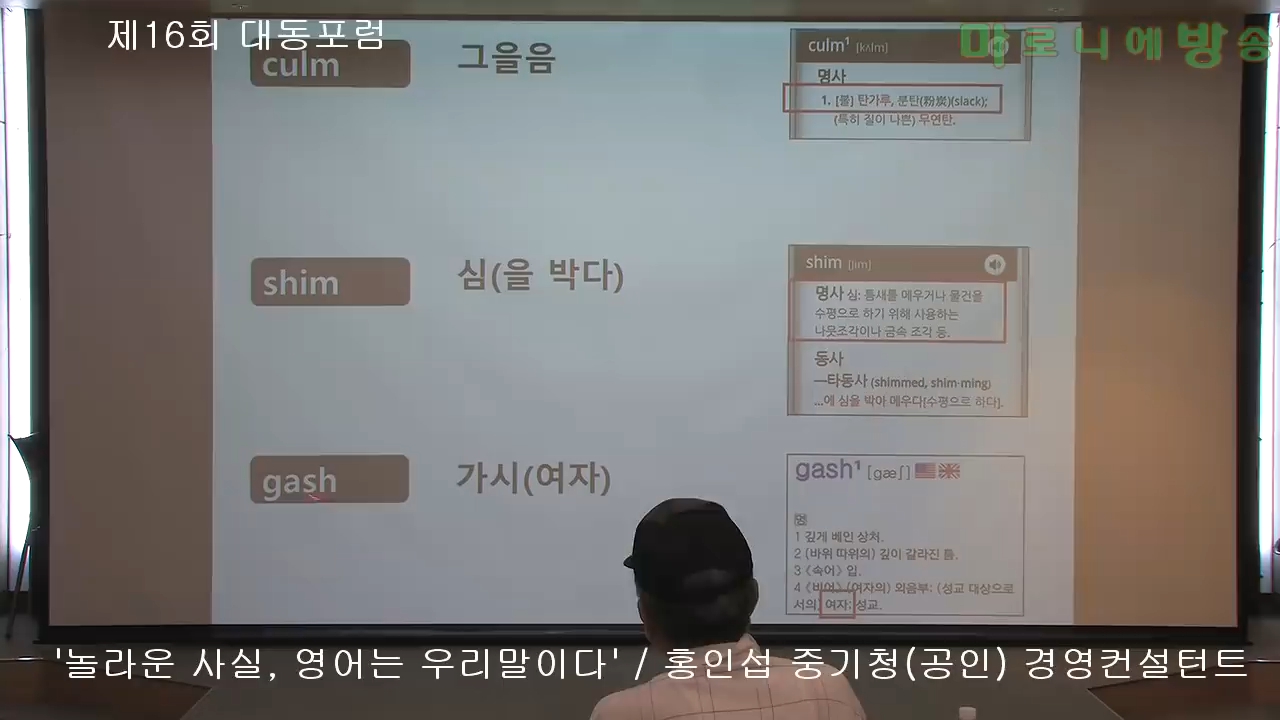 제16회 대동포럼
마로니에방송
culm
그을음
culm¹ [kʌlm]
명사
1. [불] 탄가루, 분탄(粉炭)(slack);
(특히 질이 나쁜) 무연탄.
shim
심(을 박다)
shim [ʃim]
명사 심: 틈새를 메우거나 물건을
수평으로 하기 위해 사용하는
나뭇조각이나 금속 조각 등.
동사
—타동사 (shimmed, shim·ming)
...에 심을 박아 메우다[수평으로 하다].
gash
가시(여자)
gash¹ [gæʃ]
명
1 깊게 베인 상처.
2 (바위 따위의) 깊이 갈라진 틈.
3 《속어》 입.
4 《비어》 (여자의) 외음부: (성교 대상으로
서의) 여자: 성교.
'놀라운 사실, 영어는 우리말이다' / 홍인섭 중기청(공인) 경영컨설턴트